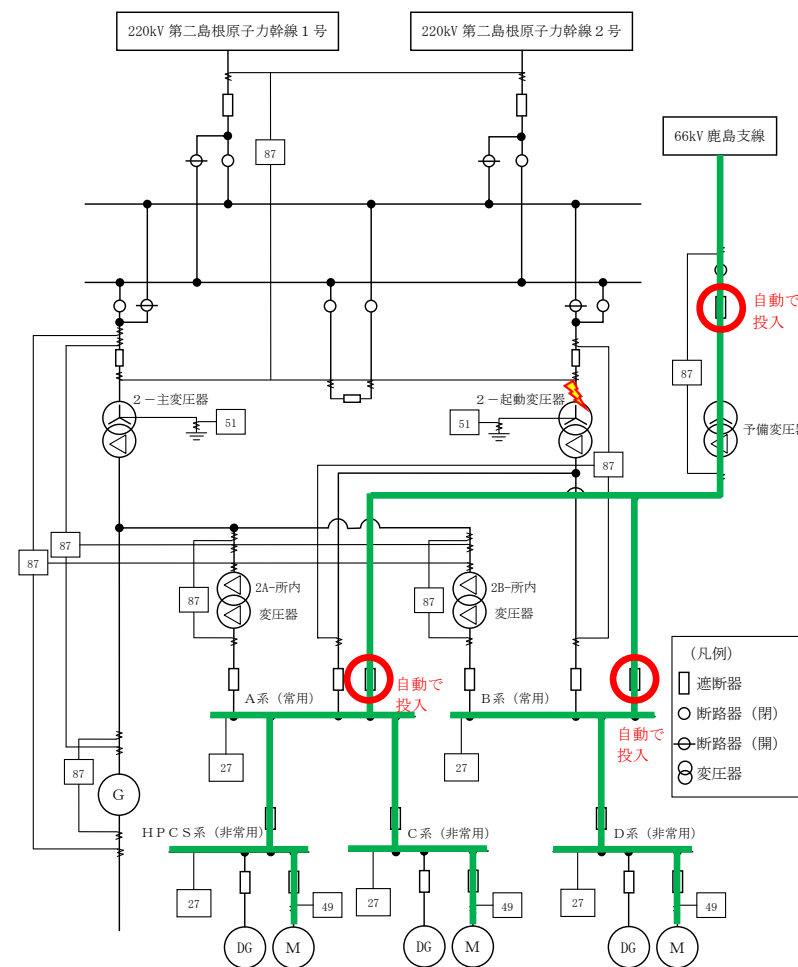 220kV 第二島根原子力幹線１号
220kV 第二島根原子力幹線２号
66kV 鹿島支線
87
自動で
投入
87
２－主変圧器
２－起動変圧器
51
51
予備変圧器
87
87
87
2A-所内
変圧器
87
2B-所内
変圧器
87
(凡例)
遮断器
断路器（閉）
断路器（開）
変圧器
A系（常用）
自動で
投入
B系（常用）
自動で
投入
27
27
87
G
HPCS系（非常用）
C系（非常用）
D系（非常用）
27
49
27
49
27
49
DG
M
DG
M
DG
M